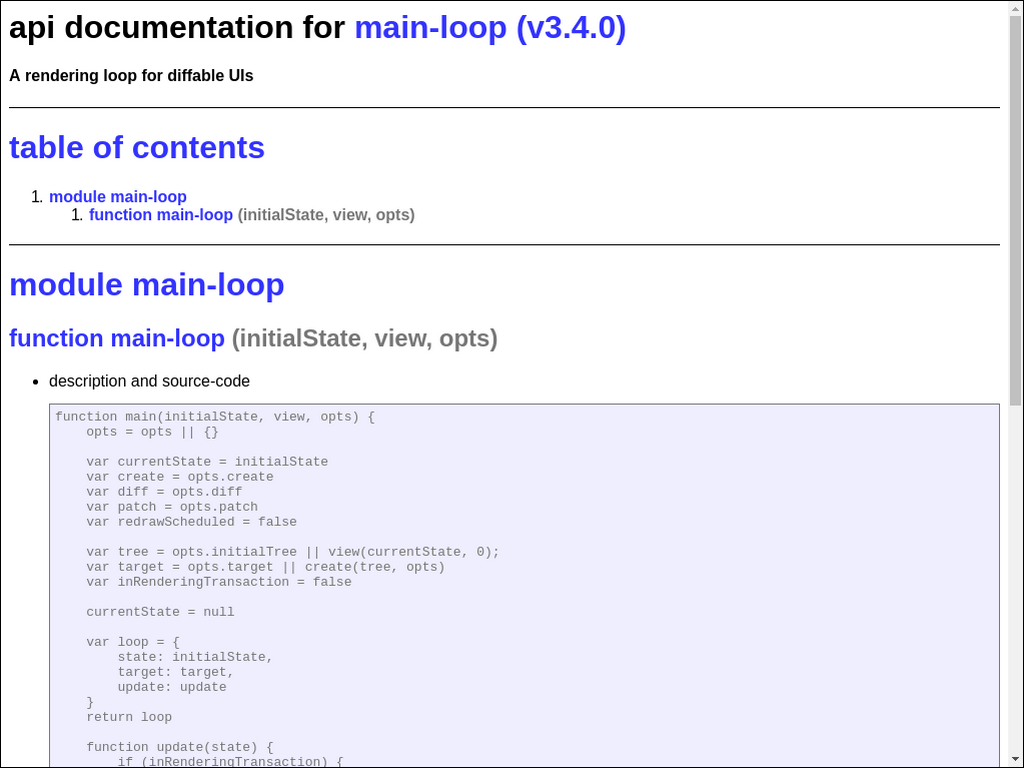 api documentation for main-loop (v3.4.0)
A rendering loop for diffable UIs
table of contents
1. module main-loop
1. function main-loop (initialState, view, opts)
module main-loop
function main-loop (initialState, view, opts)
• description and source-code
function main(initialState, view, opts) {
    opts = opts || {}

    var currentState = initialState
    var create = opts.create
    var diff = opts.diff
    var patch = opts.patch
    var redrawScheduled = false

    var tree = opts.initialTree || view(currentState, 0);
    var target = opts.target || create(tree, opts)
    var inRenderingTransaction = false

    currentState = null

    var loop = {
        state: initialState,
        target: target,
        update: update
    }
    return loop

    function update(state) {
        if (inRenderingTransaction) {